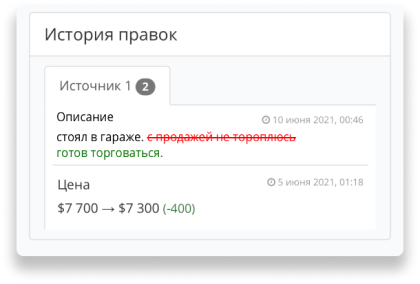 История правок
Источник 1 2
Описание 10 июня 2021, 00:46
стоял в гараже. с продажей не тороплюсь
готов торговаться.
Цена 5 июня 2021, 01:18
$7 700 → $7 300 (-400)